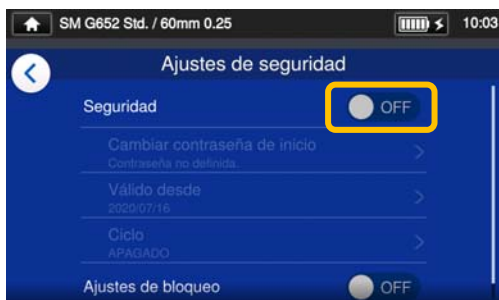 SM G652 Std. / 60mm 0.25 10:03
Ajustes de seguridad
Seguridad OFF
Cambiar contraseña de inicio
Contraseña no definida.
Válido desde
2020/07/16
Ciclo
APAGADO
Ajustes de bloqueo OFF